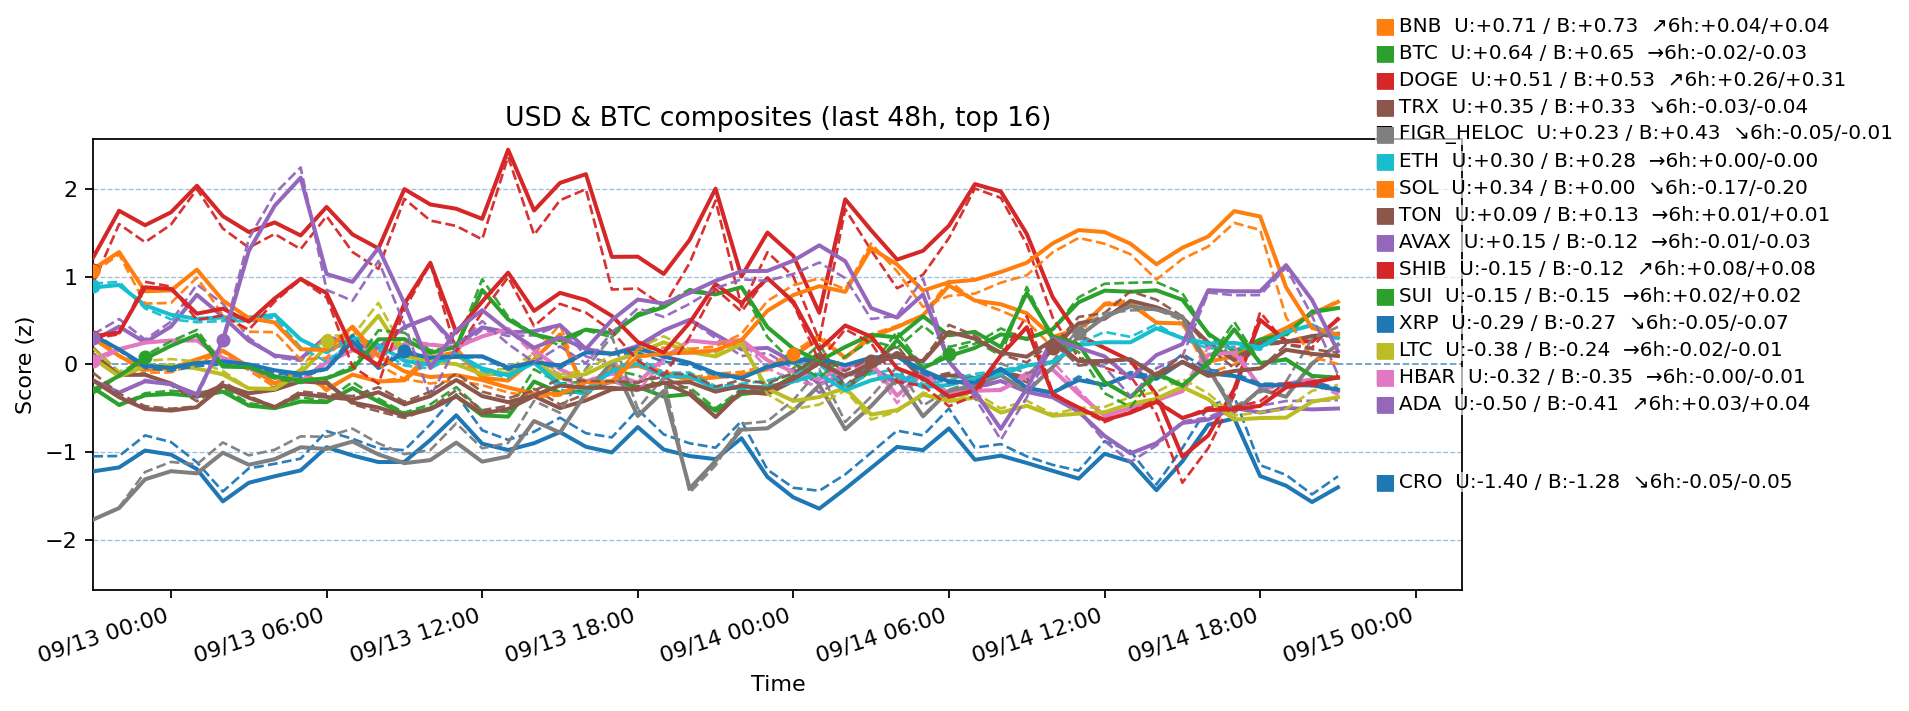 BNB  U:+0.71 / B:+0.73  ↗6h:+0.04/+0.04
BTC  U:+0.64 / B:+0.65  →6h:-0.02/-0.03
DOGE  U:+0.51 / B:+0.53  ↗6h:+0.26/+0.31
TRX  U:+0.35 / B:+0.33  ↘6h:-0.03/-0.04
FIGR_HELOC  U:+0.23 / B:+0.43  ↘6h:-0.05/-0.01
ETH  U:+0.30 / B:+0.28  →6h:+0.00/-0.00
SOL  U:+0.34 / B:+0.00  ↘6h:-0.17/-0.20
TON  U:+0.09 / B:+0.13  →6h:+0.01/+0.01
AVAX  U:+0.15 / B:-0.12  →6h:-0.01/-0.03
SHIB  U:-0.15 / B:-0.12  ↗6h:+0.08/+0.08
SUI  U:-0.15 / B:-0.15  →6h:+0.02/+0.02
XRP  U:-0.29 / B:-0.27  ↘6h:-0.05/-0.07
LTC  U:-0.38 / B:-0.24  →6h:-0.02/-0.01
HBAR  U:-0.32 / B:-0.35  →6h:-0.00/-0.01
ADA  U:-0.50 / B:-0.41  ↗6h:+0.03/+0.04
CRO  U:-1.40 / B:-1.28  ↘6h:-0.05/-0.05
USD & BTC composites (last 48h, top 16)
Score (z)
2
1
0
−1
−2
09/13 00:00
09/13 06:00
09/13 12:00
09/13 18:00
09/14 00:00
09/14 06:00
09/14 12:00
09/14 18:00
09/15 00:00
Time